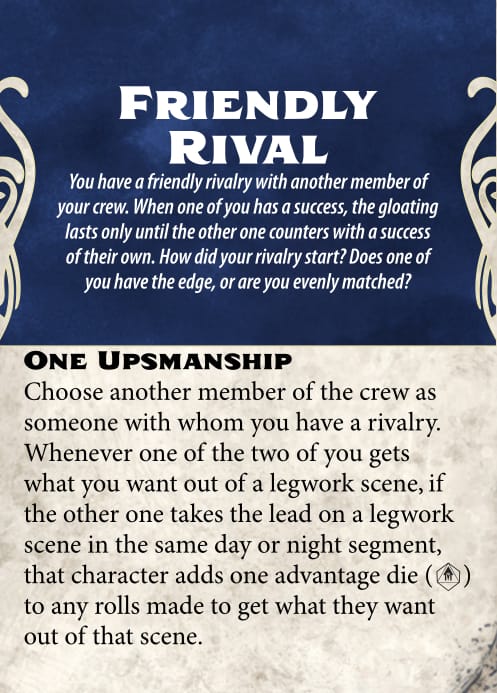 FRIENDLY
RIVAL
You have a friendly rivalry with another member of
your crew. When one of you has a success, the gloating
lasts only until the other one counters with a success
of their own. How did your rivalry start? Does one of
you have the edge, or are you evenly matched?
ONE UPSMANSHIP
Choose another member of the crew as
someone with whom you have a rivalry.
Whenever one of the two of you gets
what you want out of a legwork scene, if
the other one takes the lead on a legwork
scene in the same day or night segment,
that character adds one advantage die ( )
to any rolls made to get what they want
out of that scene.